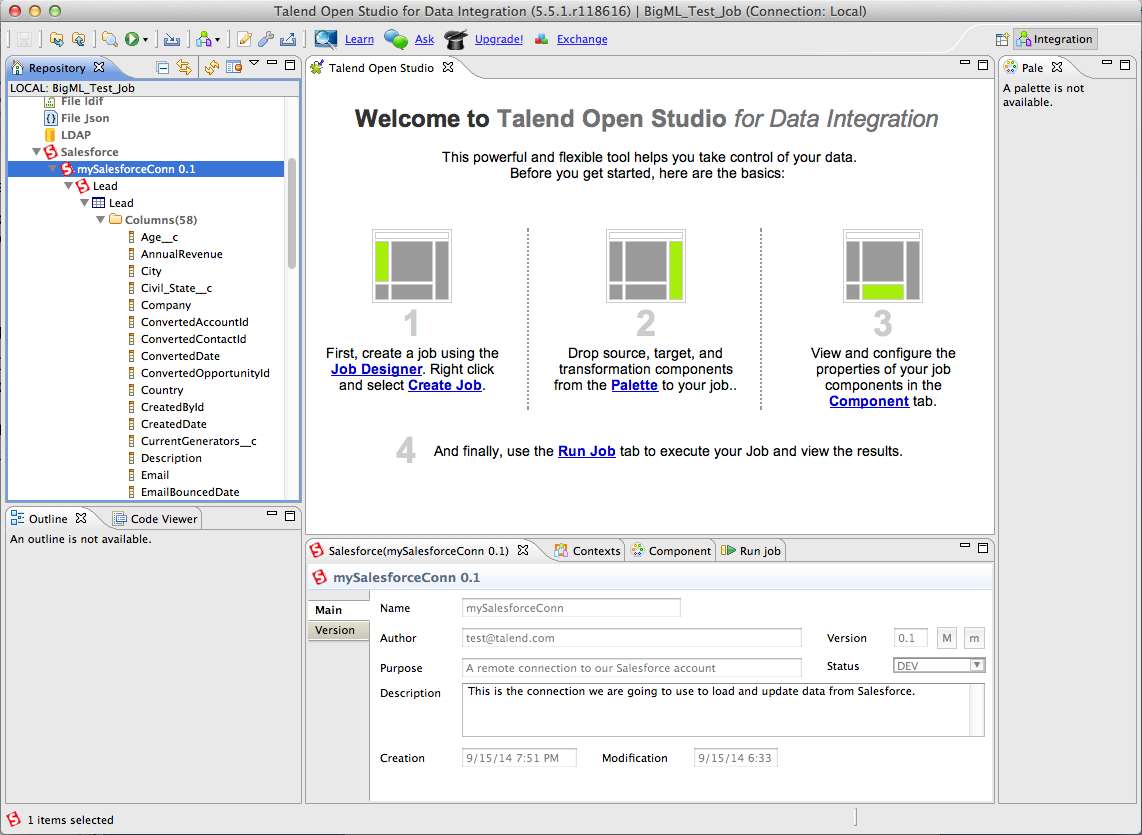 Talend Open Studio for Data Integration (5.5.1.r118616) | BigML_Test_Job (Connection: Local)
Learn Ask Upgrade! Exchange Integration
Repository
LOCAL: BigML_Test_Job
File ldif
File Json
LDAP
Salesforce
mySalesforceConn 0.1
Lead
Lead
Columns(58)
Age__c
AnnualRevenue
City
Civil_State__c
Company
ConvertedAccountId
ConvertedContactId
ConvertedDate
ConvertedOpportunityId
Country
CreatedById
CreatedDate
CurrentGenerators__c
Description
Email
EmailBouncedDate
Outline Code Viewer
An outline is not available.
Talend Open Studio
Welcome to Talend Open Studio for Data Integration
This powerful and flexible tool helps you take control of your data.
Before you get started, here are the basics:
1
First, create a job using the
Job Designer. Right click
and select Create Job.
2
Drop source, target, and
transformation components
from the Palette to your job..
3
View and configure the
properties of your job
components in the
Component tab.
4 And finally, use the Run Job tab to execute your Job and view the results.
Pale
A palette is not
available.
Salesforce(mySalesforceConn 0.1) Contexts Component Run job
mySalesforceConn 0.1
Main
Version
Name mySalesforceConn
Author test@talend.com Version 0.1 M m
Purpose A remote connection to our Salesforce account Status DEV
Description This is the connection we are going to use to load and update data from Salesforce.
Creation 9/15/14 7:51 PM Modification 9/15/14 6:33
1 items selected